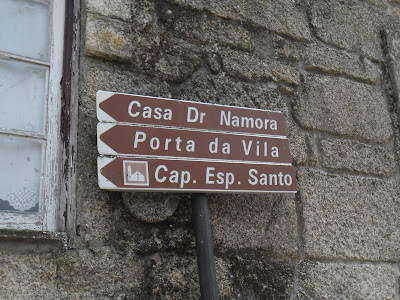 Casa Dr Namora
Porta da Vila
Cap. Esp. Santo